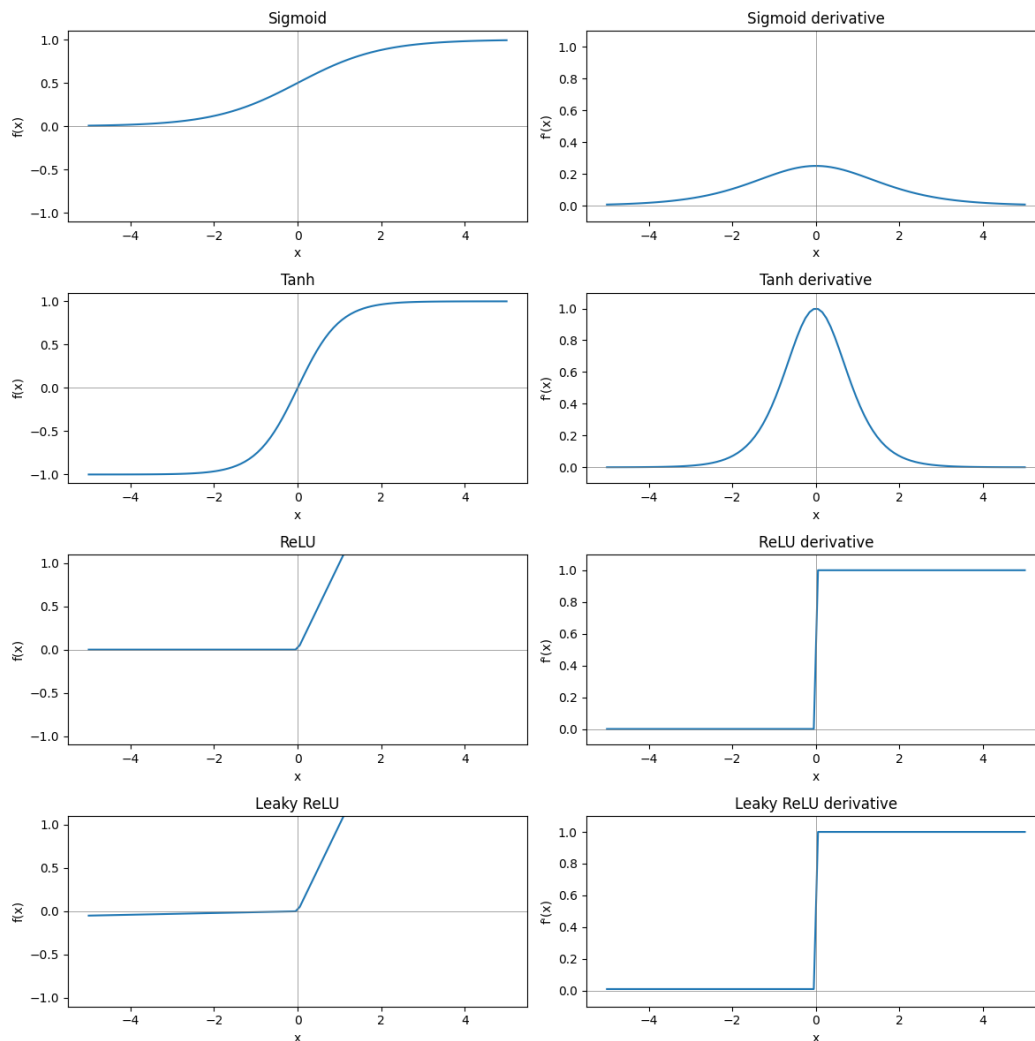 Sigmoid
1.0
0.5
0.0
−0.5
−1.0
f(x)
−4 −2 0 2 4
x
Sigmoid derivative
1.0
0.8
0.6
0.4
0.2
0.0
f'(x)
−4 −2 0 2 4
x
Tanh
1.0
0.5
0.0
−0.5
−1.0
f(x)
−4 −2 0 2 4
x
Tanh derivative
1.0
0.8
0.6
0.4
0.2
0.0
f'(x)
−4 −2 0 2 4
x
ReLU
1.0
0.5
0.0
−0.5
−1.0
f(x)
−4 −2 0 2 4
x
ReLU derivative
1.0
0.8
0.6
0.4
0.2
0.0
f'(x)
−4 −2 0 2 4
x
Leaky ReLU
1.0
0.5
0.0
−0.5
−1.0
f(x)
−4 −2 0 2 4
x
Leaky ReLU derivative
1.0
0.8
0.6
0.4
0.2
0.0
f'(x)
−4 −2 0 2 4
x